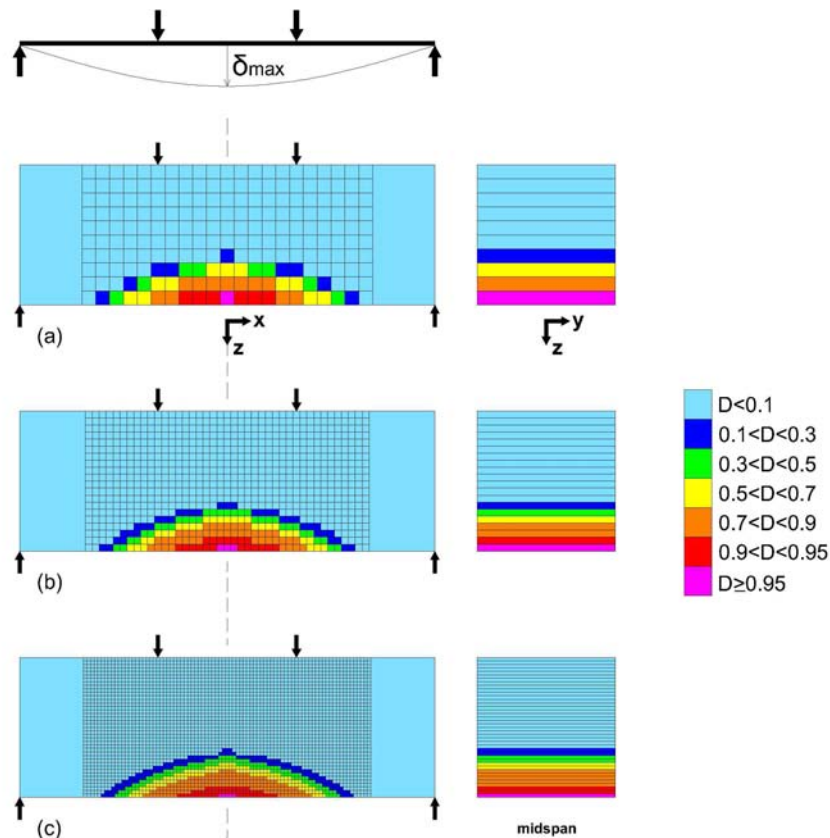 δmax
x
y
(a)
z
z
D<0.1
0.1<D<0.3
0.3<D<0.5
0.5<D<0.7
0.7<D<0.9
0.9<D<0.95
D≥0.95
(b)
(c)
midspan